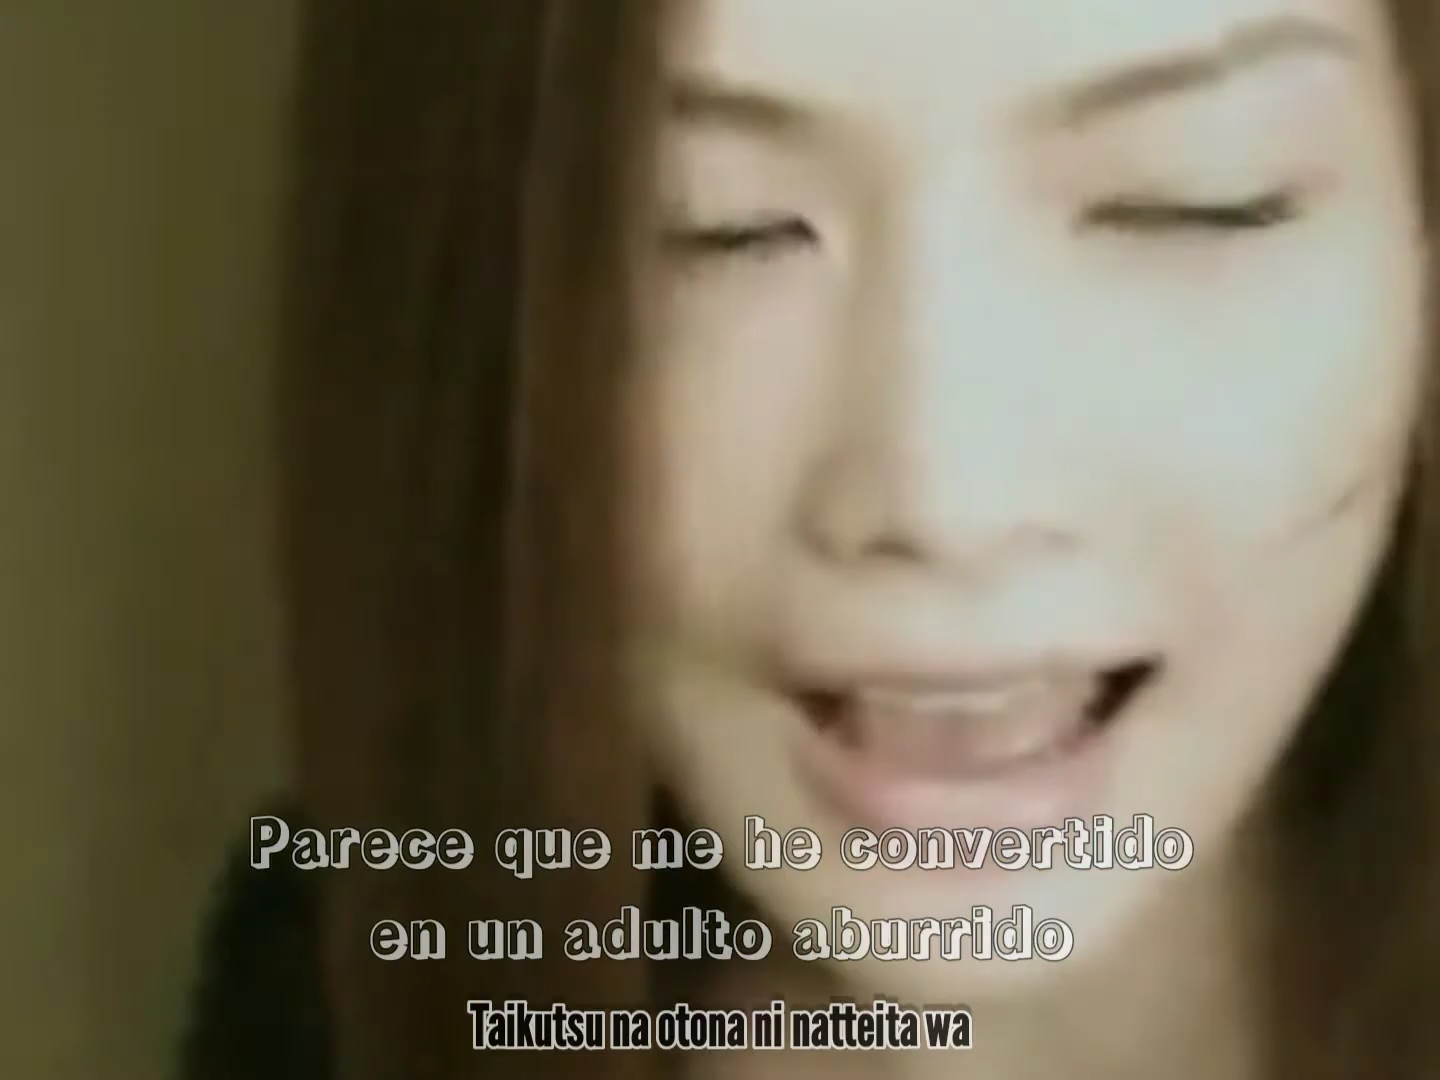 Parece que me he convertido
en un adulto aburrido
Taikutsu na otona ni natteita wa